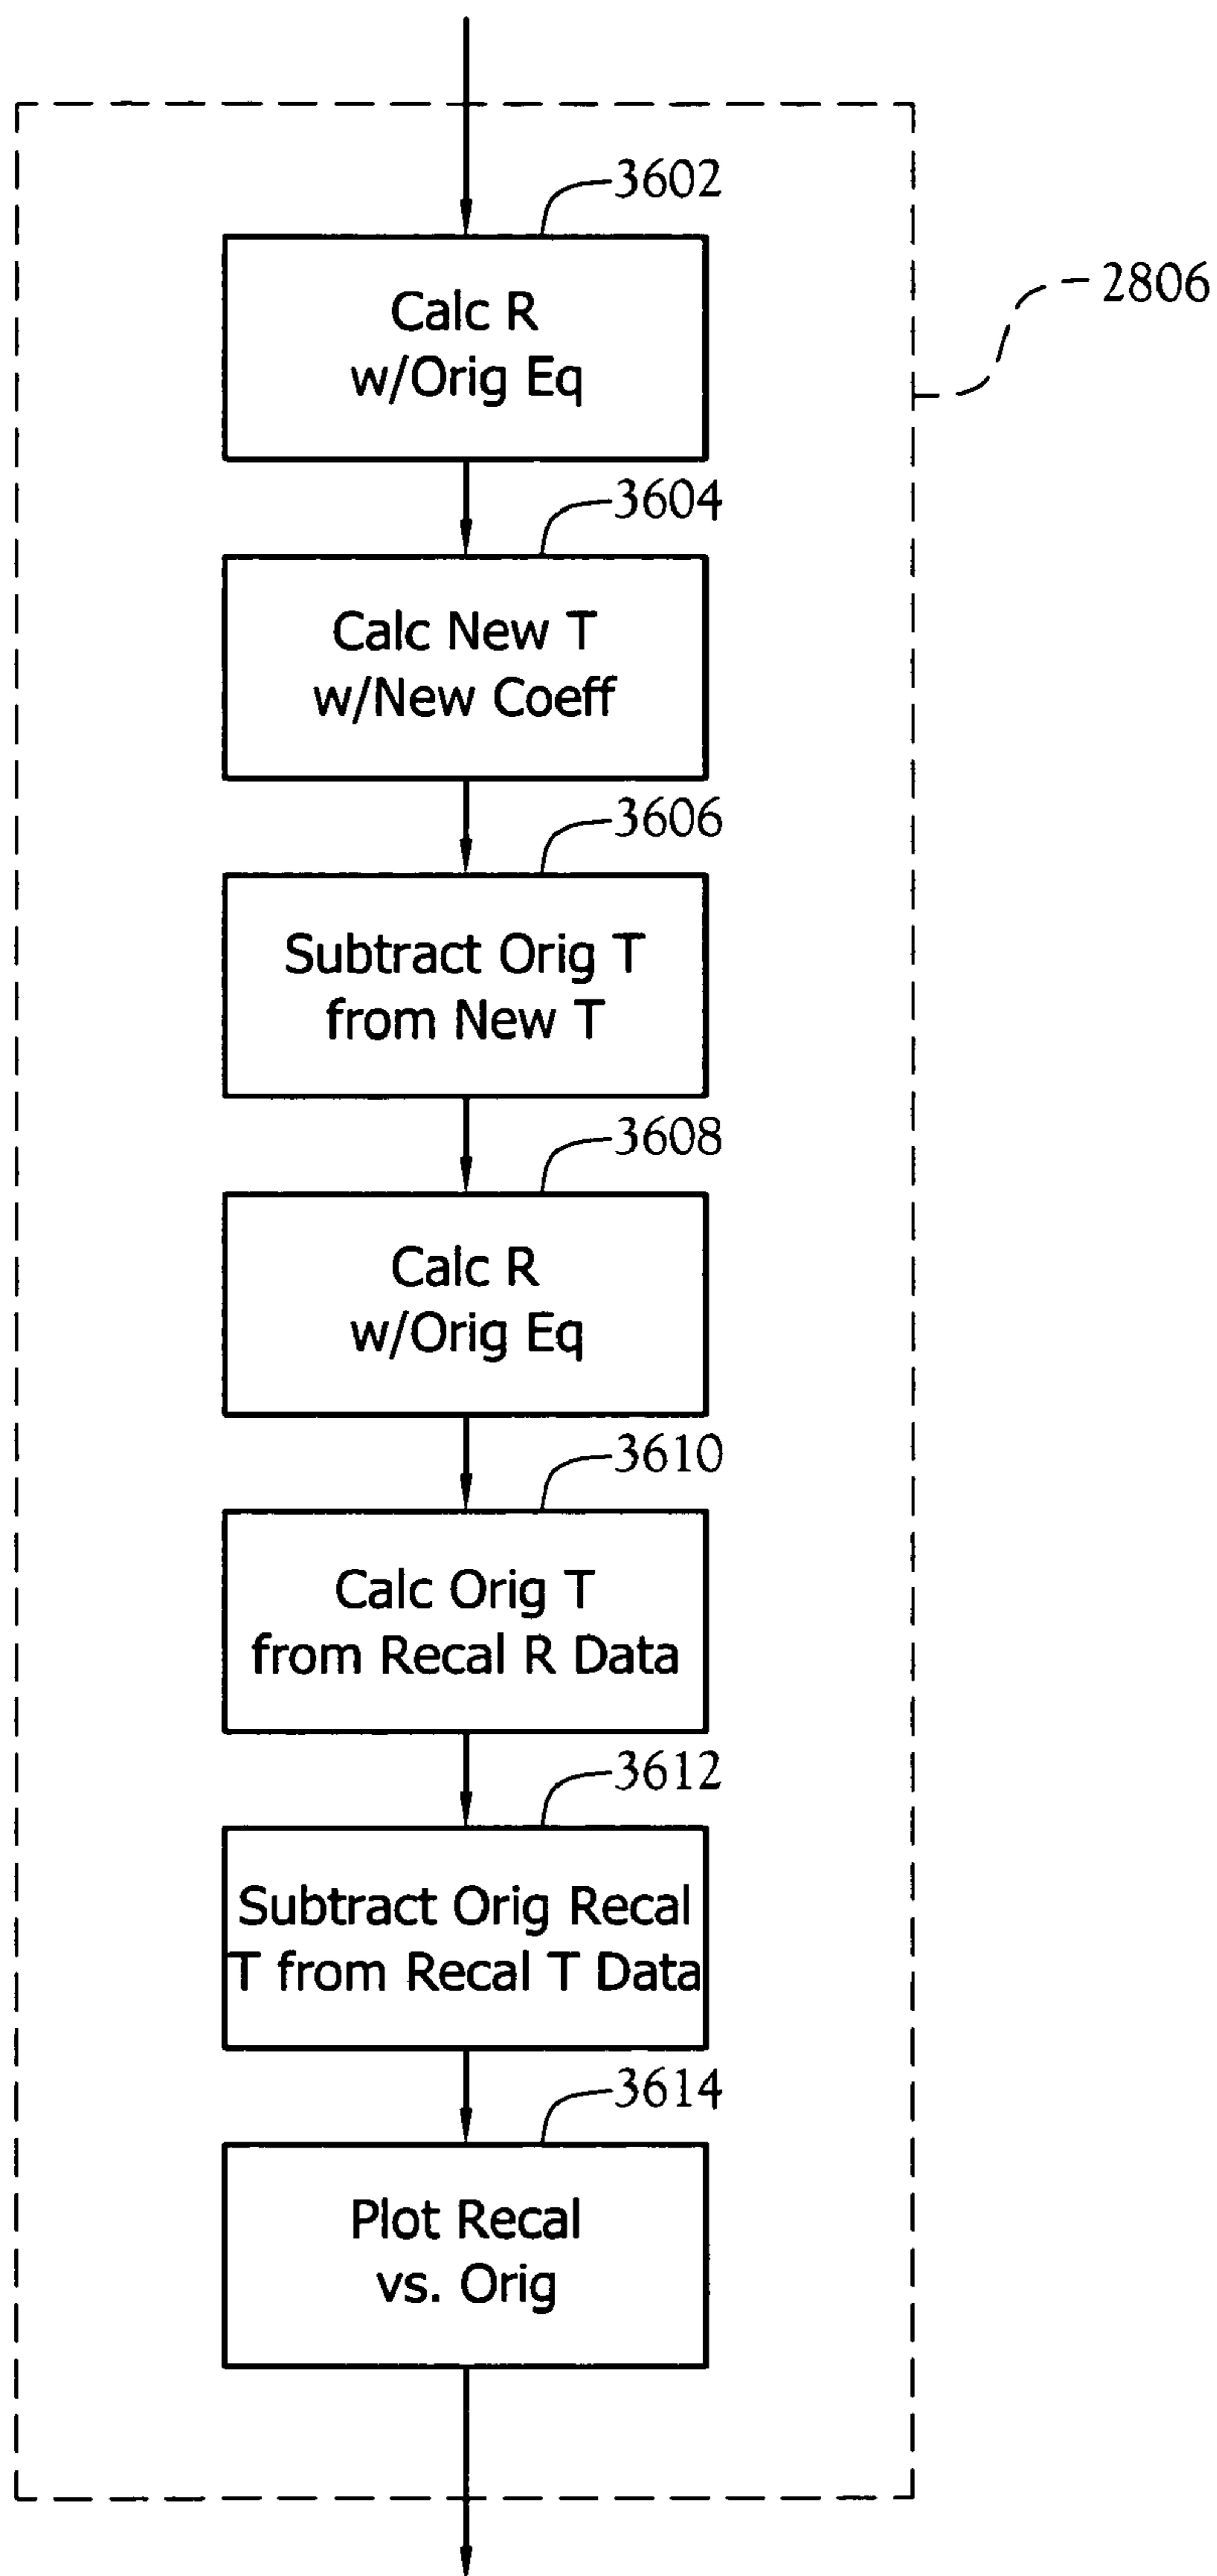 3602
Calc R
w/Orig Eq
2806
3604
Calc New T
w/New Coeff
3606
Subtract Orig T
from New T
3608
Calc R
w/Orig Eq
3610
Calc Orig T
from Recal R Data
3612
Subtract Orig Recal
T from Recal T Data
3614
Plot Recal
vs. Orig